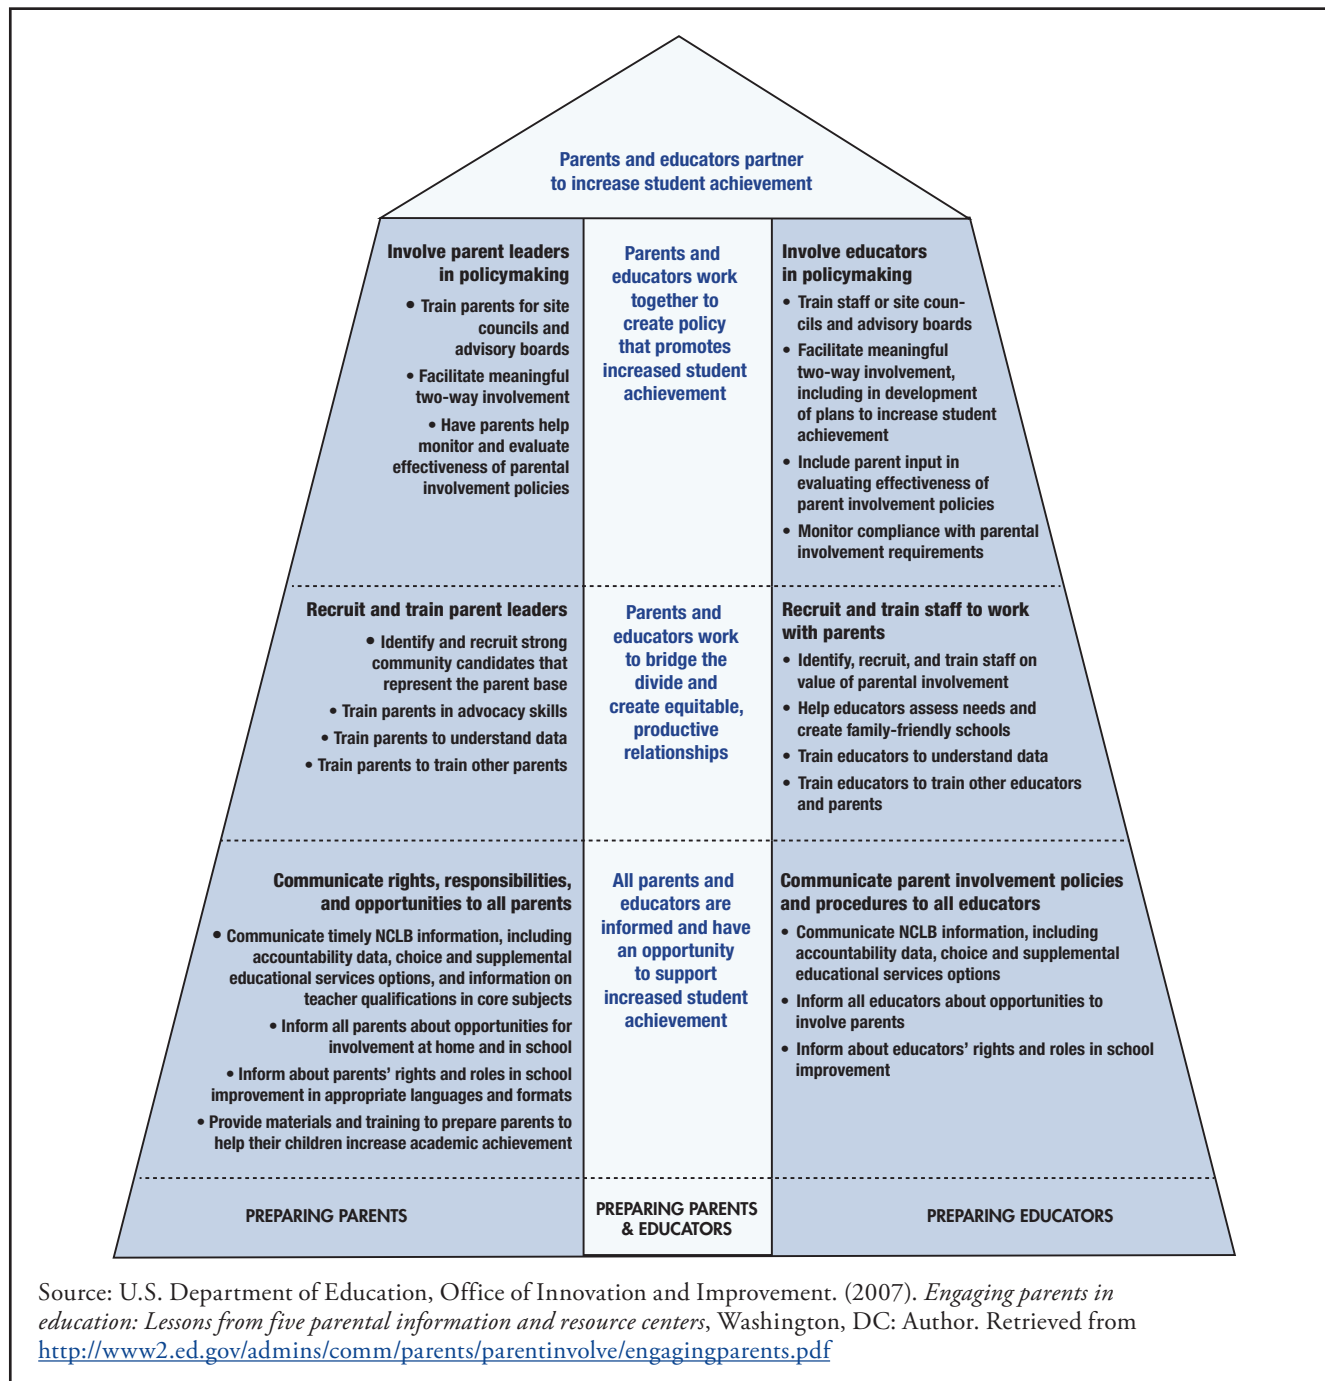 Parents and educators partner
to increase student achievement
Involve parent leaders
in policymaking
• Train parents for site
councils and
advisory boards
• Facilitate meaningful
two-way involvement
• Have parents help
monitor and evaluate
effectiveness of parental
involvement policies
Parents and
educators work
together to
create policy
that promotes
increased student
achievement
Involve educators
in policymaking
• Train staff or site coun-
cils and advisory boards
• Facilitate meaningful
two-way involvement,
including in development
of plans to increase student
achievement
• Include parent input in
evaluating effectiveness of
parent involvement policies
• Monitor compliance with parental
involvement requirements
Recruit and train parent leaders
• Identify and recruit strong
community candidates that
represent the parent base
• Train parents in advocacy skills
• Train parents to understand data
• Train parents to train other parents
Parents and
educators work
to bridge the
divide and
create equitable,
productive
relationships
Recruit and train staff to work
with parents
• Identify, recruit, and train staff on
value of parental involvement
• Help educators assess needs and
create family-friendly schools
• Train educators to understand data
• Train educators to train other educators
and parents
Communicate rights, responsibilities,
and opportunities to all parents
• Communicate timely NCLB information, including
accountability data, choice and supplemental
educational services options, and information on
teacher qualifications in core subjects
• Inform all parents about opportunities for
involvement at home and in school
• Inform about parents’ rights and roles in school
improvement in appropriate languages and formats
• Provide materials and training to prepare parents to
help their children increase academic achievement
All parents and
educators are
informed and have
an opportunity
to support
increased student
achievement
Communicate parent involvement policies
and procedures to all educators
• Communicate NCLB information, including
accountability data, choice and supplemental
educational services options
• Inform all educators about opportunities to
involve parents
• Inform about educators’ rights and roles in school
improvement
PREPARING PARENTS
PREPARING PARENTS
& EDUCATORS
PREPARING EDUCATORS
Source: U.S. Department of Education, Office of Innovation and Improvement. (2007). Engaging parents in
education: Lessons from five parental information and resource centers, Washington, DC: Author. Retrieved from
http://www2.ed.gov/admins/comm/parents/parentinvolve/engagingparents.pdf